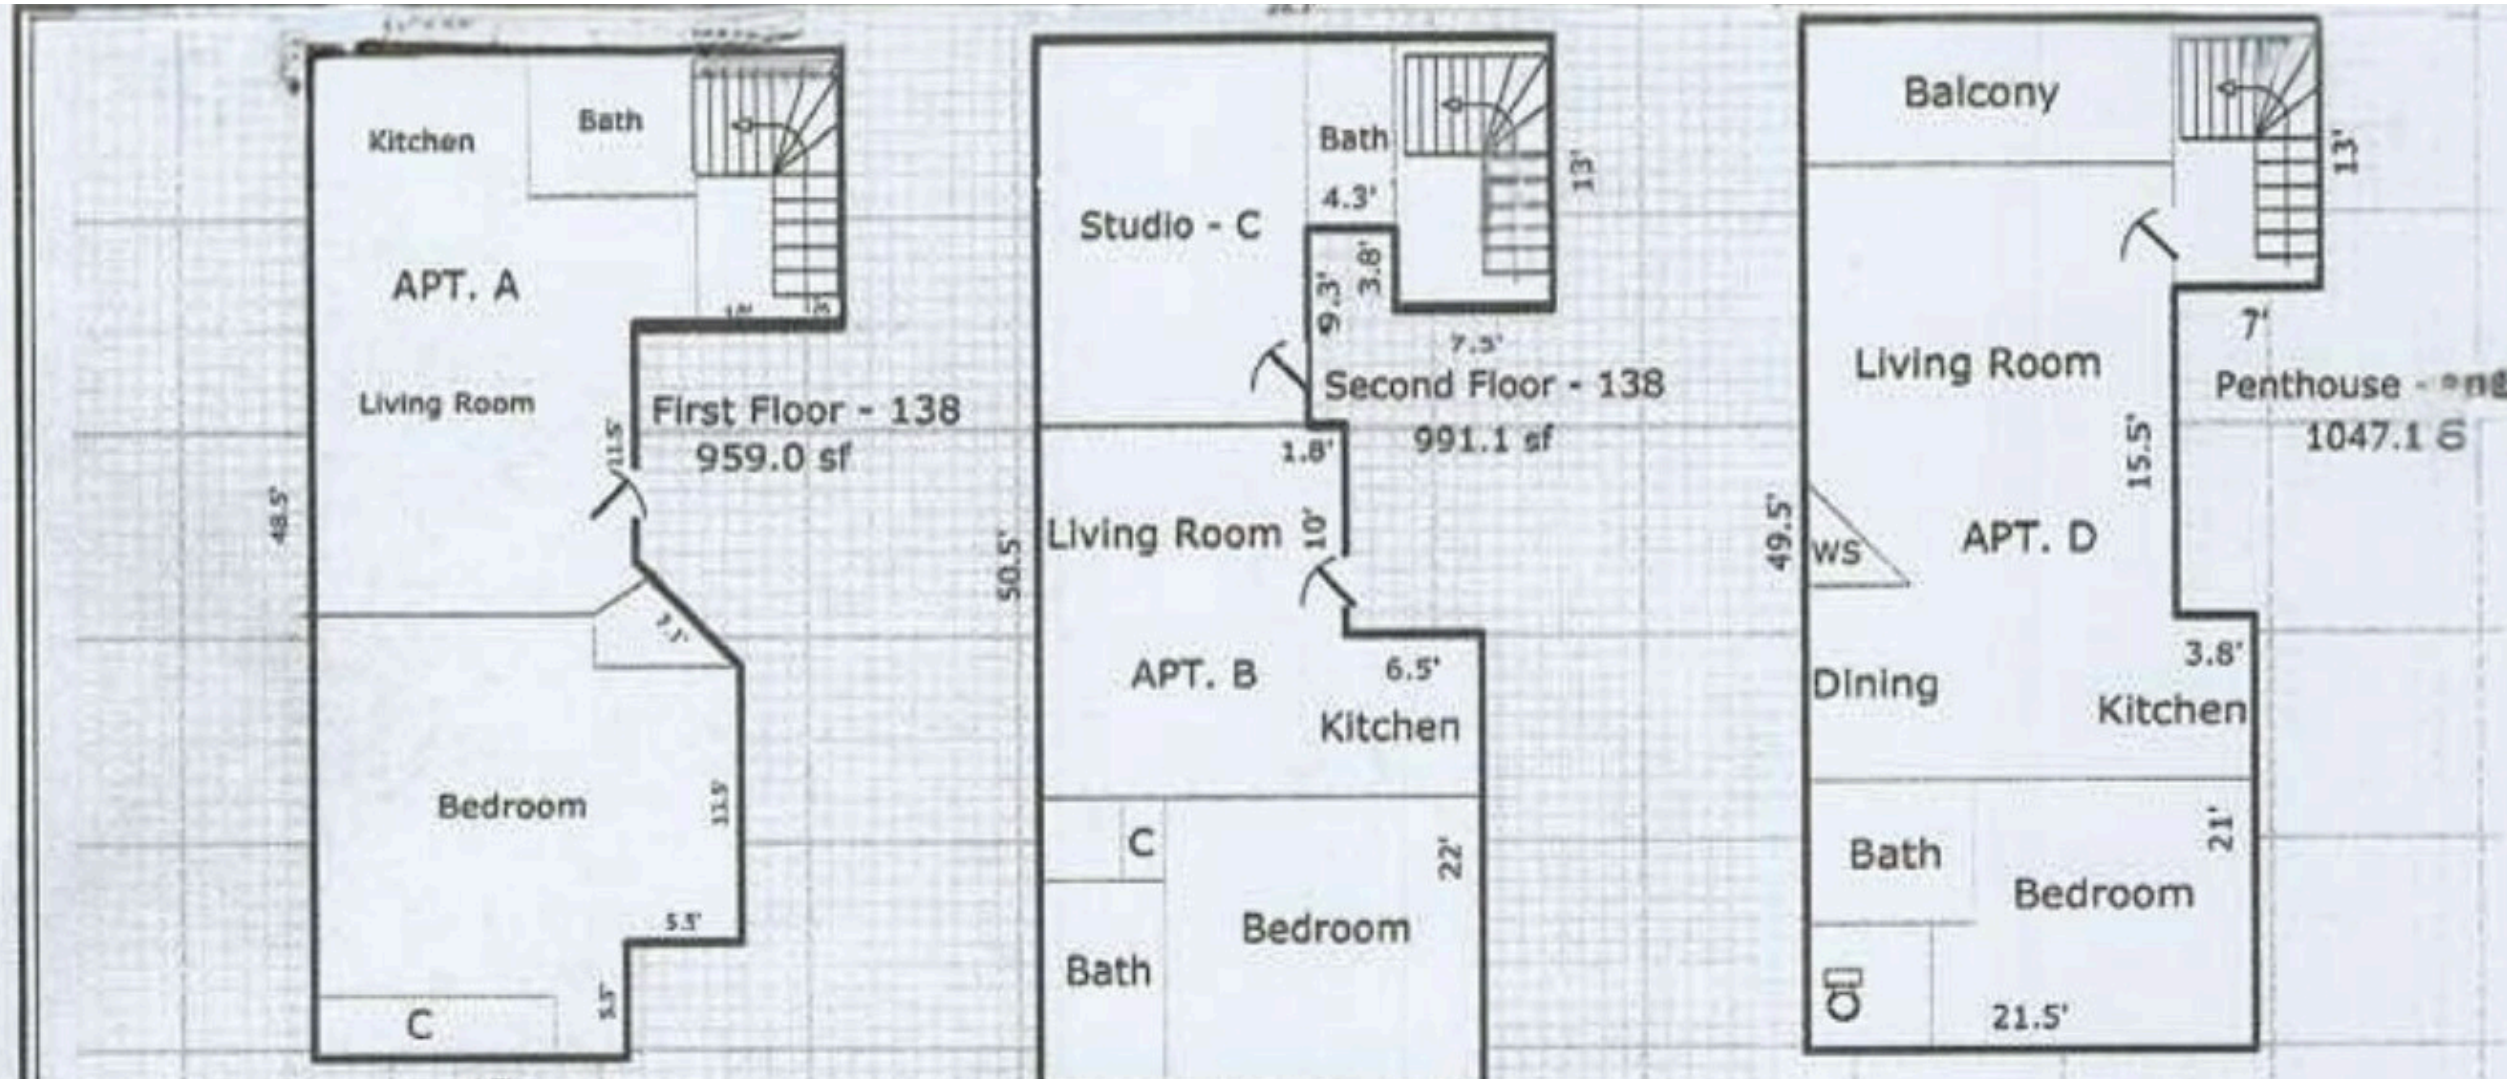 Kitchen
Bath
APT. A
Living Room
11.5'
First Floor - 138
959.0 sf
48.5'
7.1'
Bedroom
11.5'
5.5'
5.5'
C
Bath
4.3'
13'
Studio - C
3.8'
9.3'
7.5'
Second Floor - 138
991.1 sf
1.8'
Living Room
10'
50.5'
APT. B
6.5'
Kitchen
C
22'
Bedroom
Bath
Balcony
13'
7'
Living Room
Penthouse -
1047.1
15.5'
49.5'
WS
APT. D
3.8'
Dining
Kitchen
21'
Bath
Bedroom
21.5'